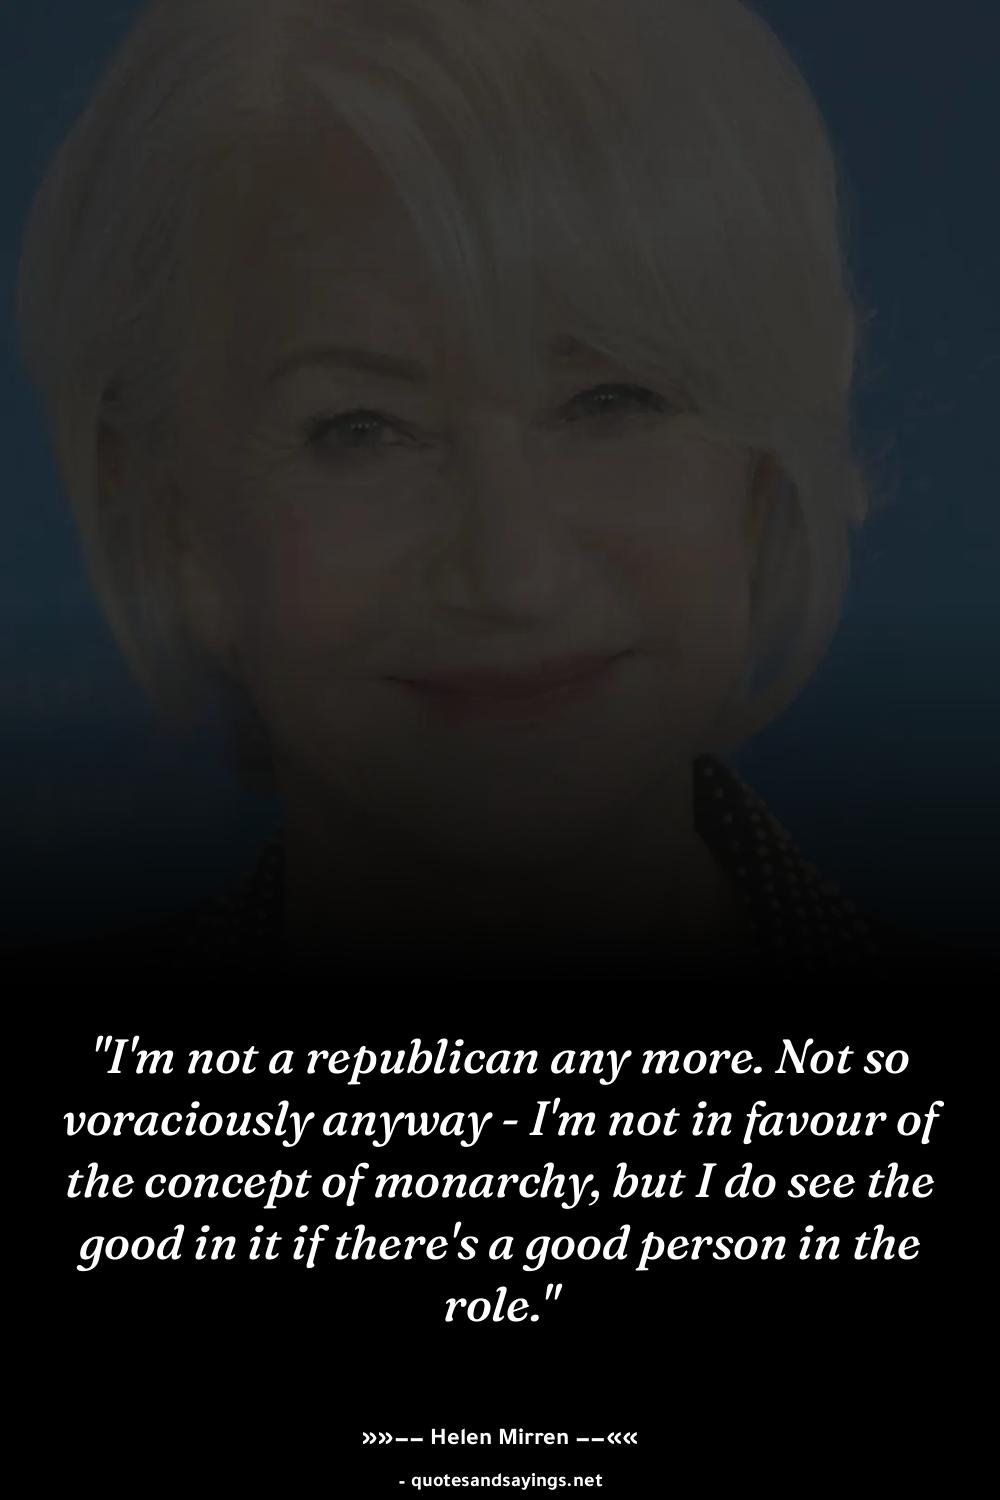 "I'm not a republican any more. Not so
voraciously anyway - I'm not in favour of
the concept of monarchy, but I do see the
good in it if there's a good person in the
role."
»»–– Helen Mirren ––««
- quotesandsayings.net